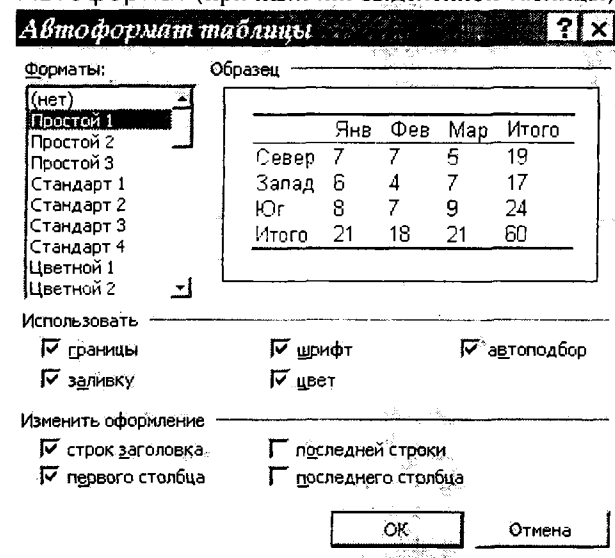 Автоформат таблицы
Форматы:
Образец
(нет)
Простой 1
Простой 2
Простой 3
Стандарт 1
Стандарт 2
Стандарт 3
Стандарт 4
Цветной 1
Цветной 2
Янв Фев Мар Итого
Север 7 7 5 19
Запад 6 4 7 17
Юг 8 7 9 24
Итого 21 18 21 60
Использовать
границы
шрифт
автоподбор
заливку
цвет
Изменить оформление
строк заголовка
последней строки
первого столбца
последнего столбца
ОК
Отмена